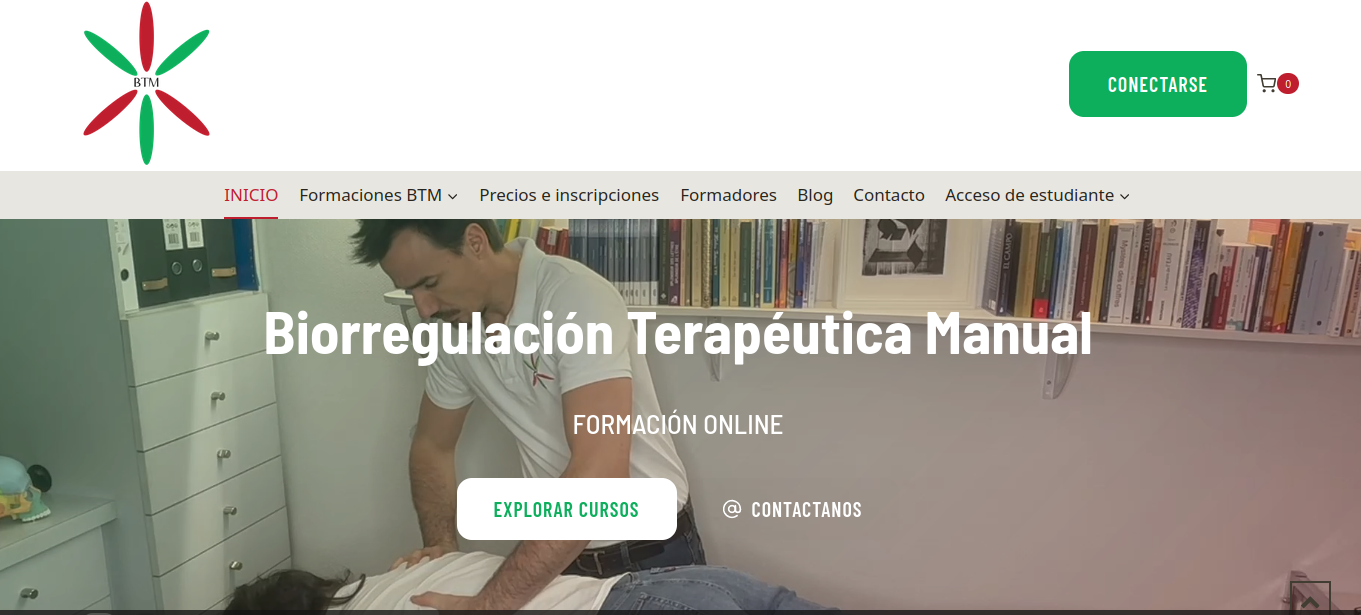 BTM
CONECTARSE
0
INICIO Formaciones BTM Precios e inscripciones Formadores Blog Contacto Acceso de estudiante
Biorregulación Terapéutica Manual
FORMACIÓN ONLINE
EXPLORAR CURSOS
CONTACTANOS